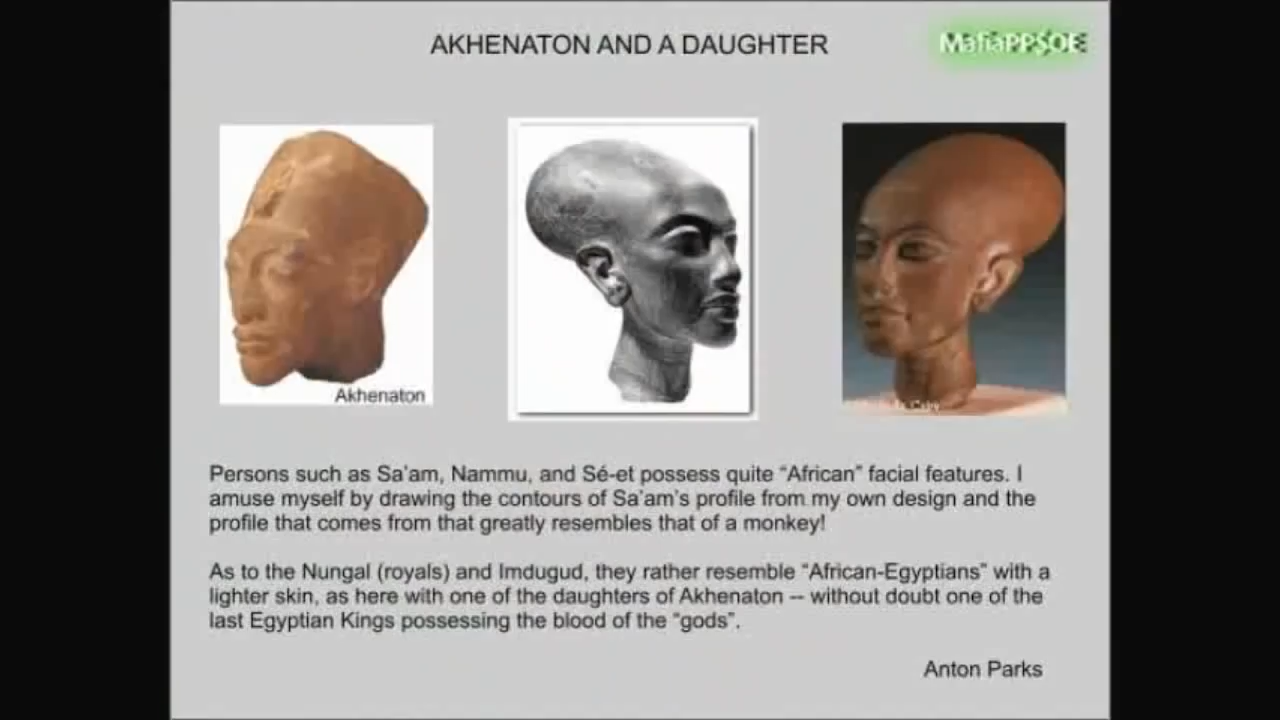 AKHENATON AND A DAUGHTER
MafiaPPSOE
Akhenaton
Persons such as Sa'am, Nammu, and Sé-et possess quite “African” facial features. I
amuse myself by drawing the contours of Sa'am's profile from my own design and the
profile that comes from that greatly resembles that of a monkey!
As to the Nungal (royals) and Imdugud, they rather resemble “African-Egyptians” with a
lighter skin, as here with one of the daughters of Akhenaton -- without doubt one of the
last Egyptian Kings possessing the blood of the “gods”.
Anton Parks